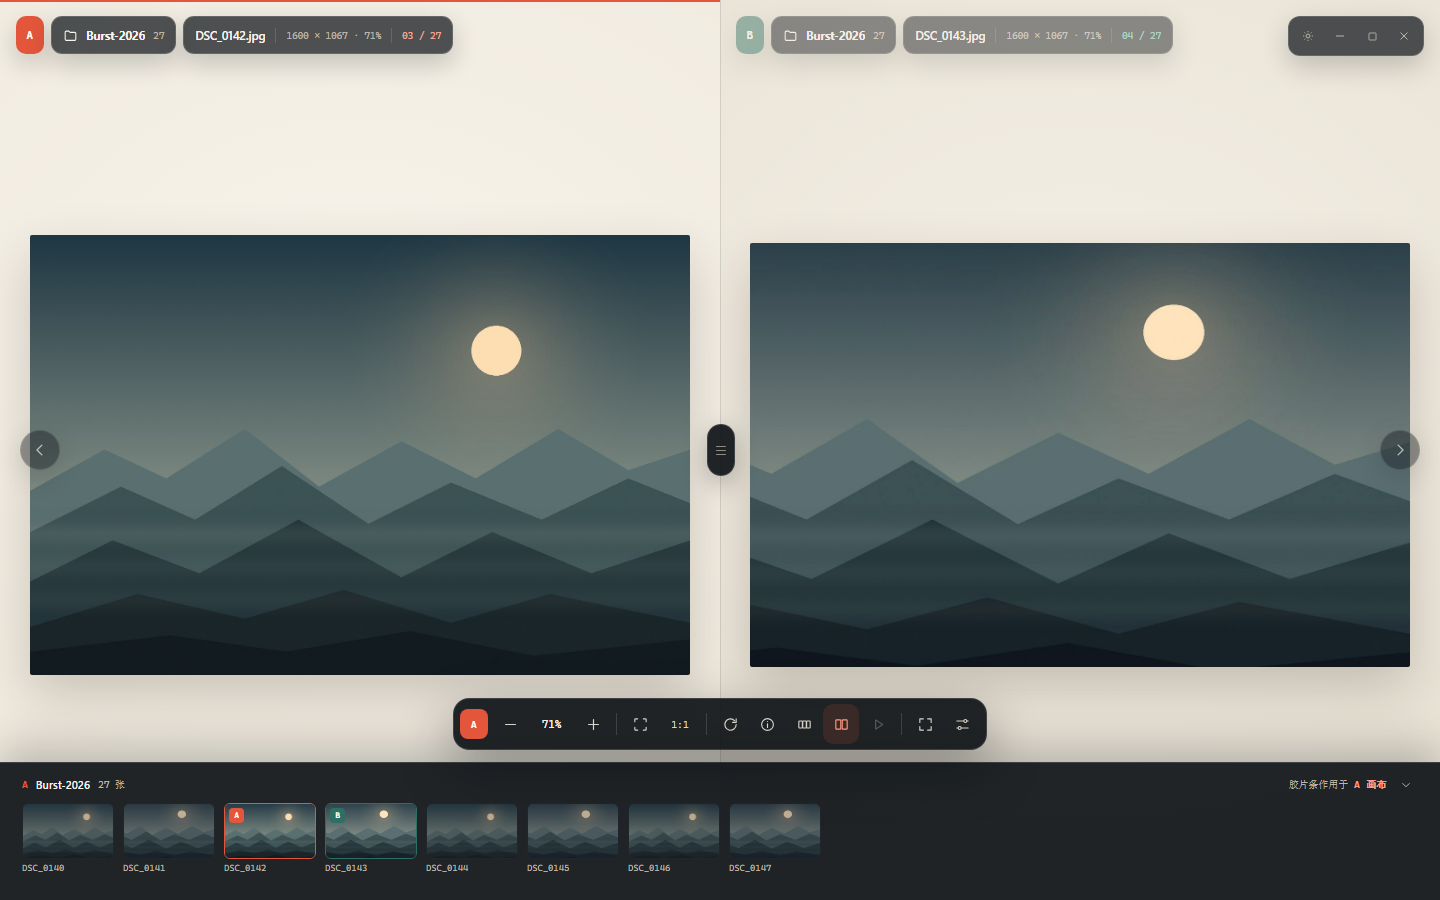 A Burst-2026 27 DSC_0142.jpg 1600 × 1067 · 71% 03 / 27
B Burst-2026 27 DSC_0143.jpg 1600 × 1067 · 71% 04 / 27
A 71% 1:1
A Burst-2026 27 张
胶片条作用于 A 画布
A B
DSC_0140 DSC_0141 DSC_0142 DSC_0143 DSC_0144 DSC_0145 DSC_0146 DSC_0147